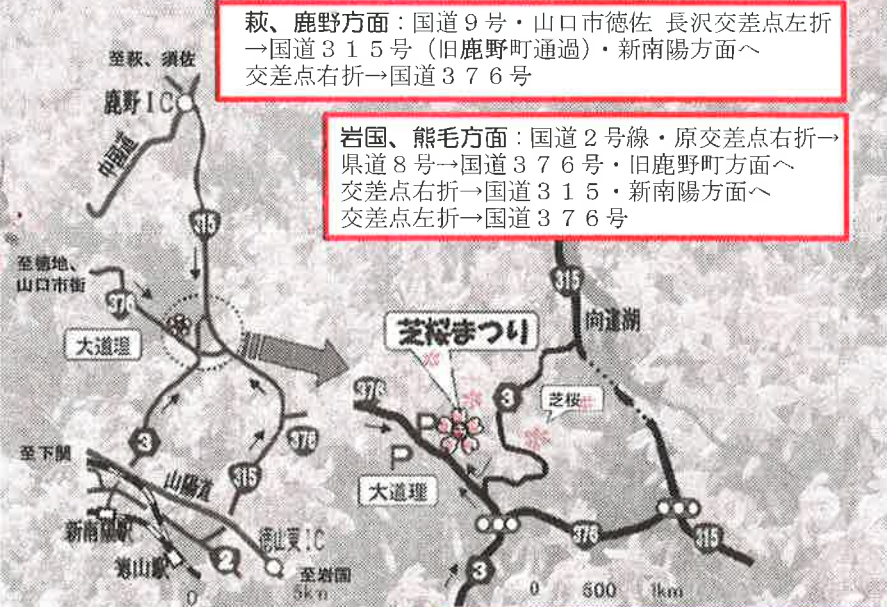 萩、鹿野方面：国道９号・山口市徳佐 長沢交差点左折
→国道３１５号（旧鹿野町通過）・新南陽方面へ
交差点右折→国道３７６号
岩国、熊毛方面：国道２号線・原交差点右折→
県道８号→国道３７６号・旧鹿野町方面へ
交差点右折→国道３１５・新南陽方面へ
交差点左折→国道３７６号
至萩、須佐
鹿野IC
中国道
315
至徳地、
山口市街
376
大道理
3
376
315
至下関
山陽道
新南陽駅
徳山駅
2
徳山東IC
至岩国
0
5km
315
向道湖
芝桜まつり
3
芝桜
376
P
P
大道理
376
315
3
0 500 1km